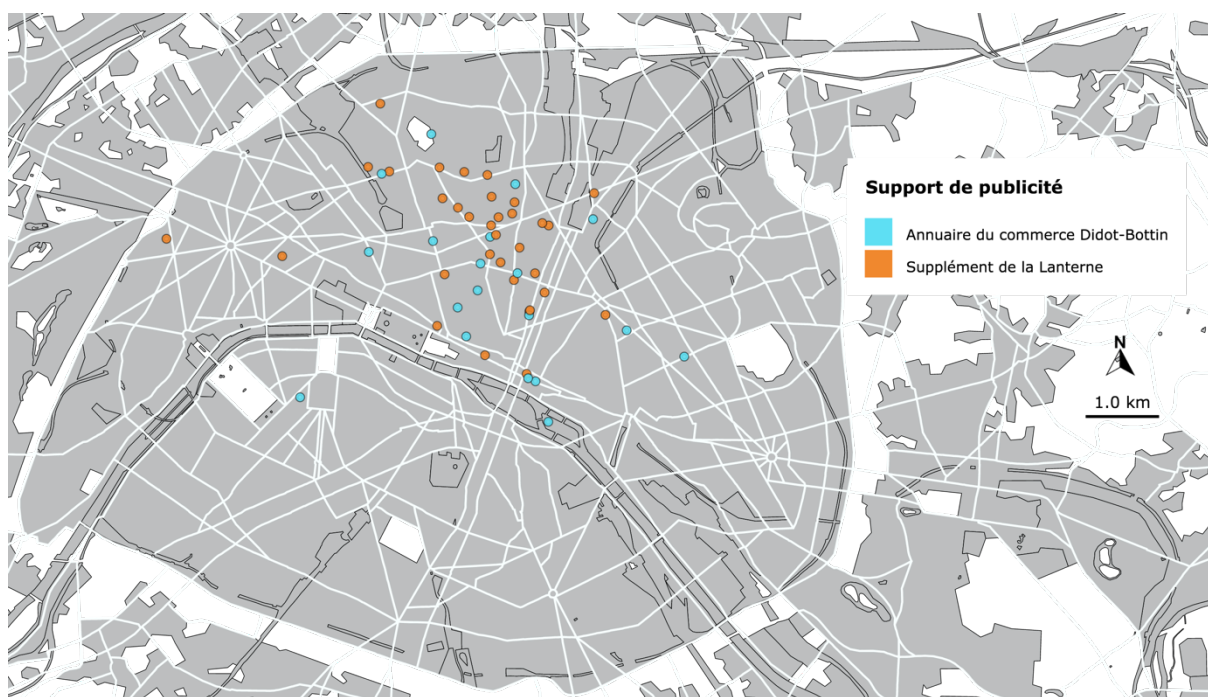 Support de publicité
Annuaire du commerce Didot-Bottin
Supplément de la Lanterne
N
1.0 km